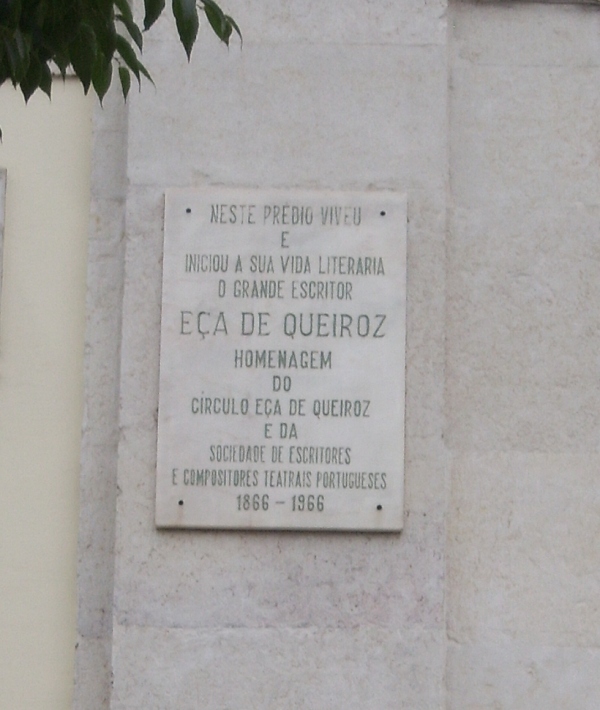 NESTE PRÉDIO VIVEU
E
INICIOU A SUA VIDA LITERARIA
O GRANDE ESCRITOR
EÇA DE QUEIROZ
HOMENAGEM
DO
CÍRCULO EÇA DE QUEIROZ
E DA
SOCIEDADE DE ESCRITORES
E COMPOSITORES TEATRAIS PORTUGUESES
1866 - 1966